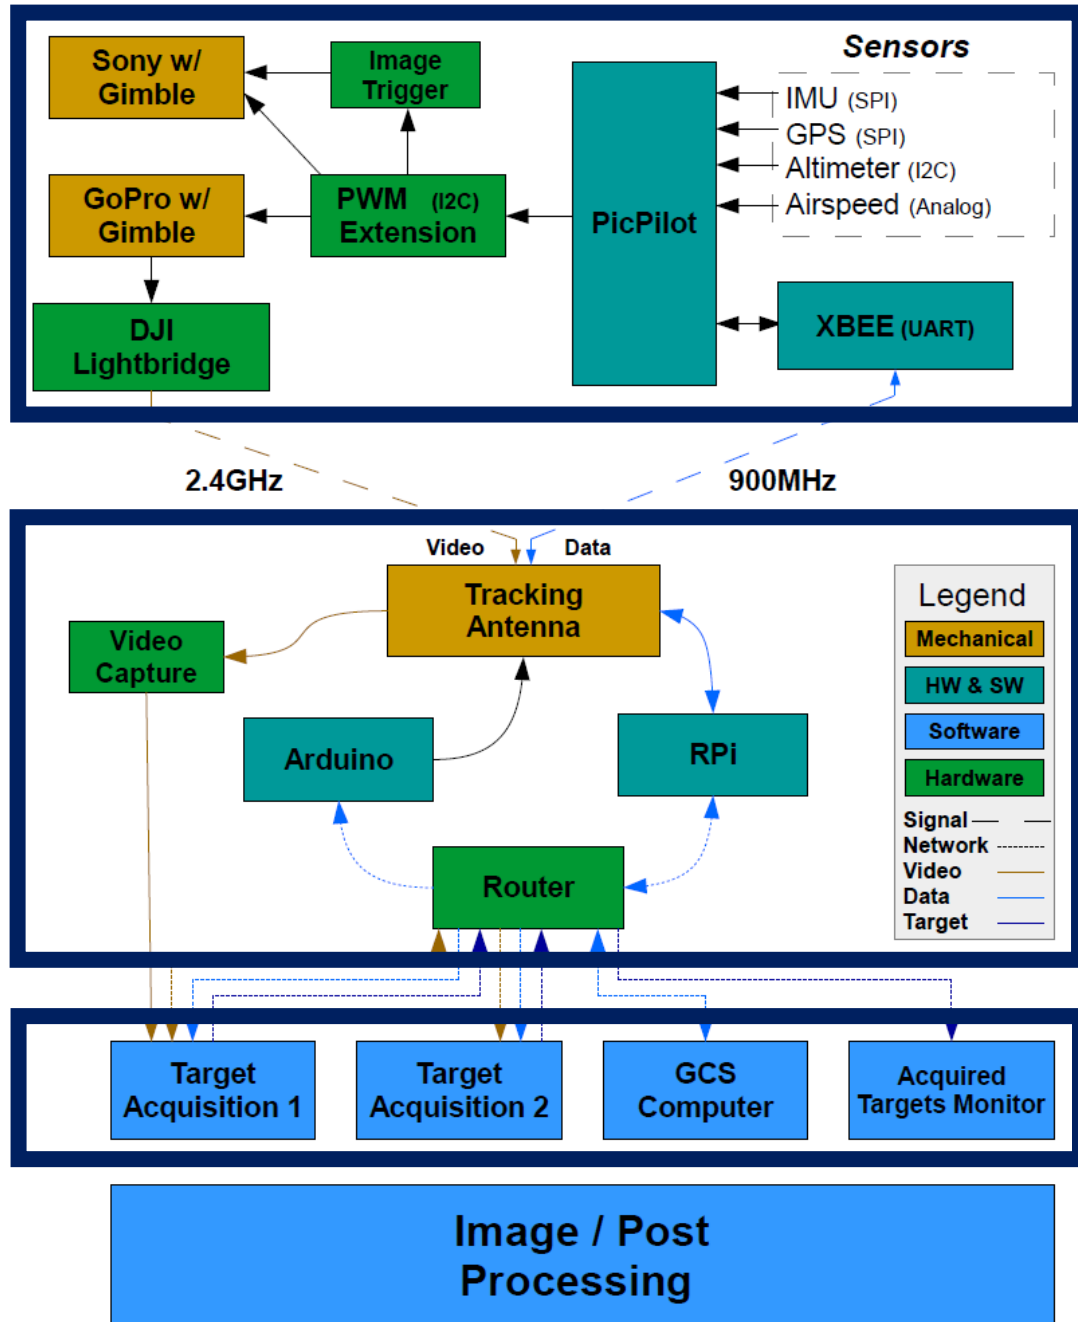 Sensors
Sony w/
Gimble
Image
Trigger
IMU (SPI)
GPS (SPI)
Altimeter (I2C)
Airspeed (Analog)
GoPro w/
Gimble
PWM (I2C)
Extension
PicPilot
DJI
Lightbridge
XBEE (UART)
2.4GHz
900MHz
Video
Data
Tracking
Antenna
Video
Capture
Arduino
RPi
Router
Legend
Mechanical
HW & SW
Software
Hardware
Signal
Network
Video
Data
Target
Target
Acquisition 1
Target
Acquisition 2
GCS
Computer
Acquired
Targets Monitor
Image / Post
Processing